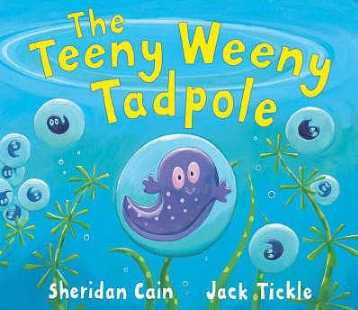 The
Teeny Weeny
Tadpole
Sheridan Cain Jack Tickle